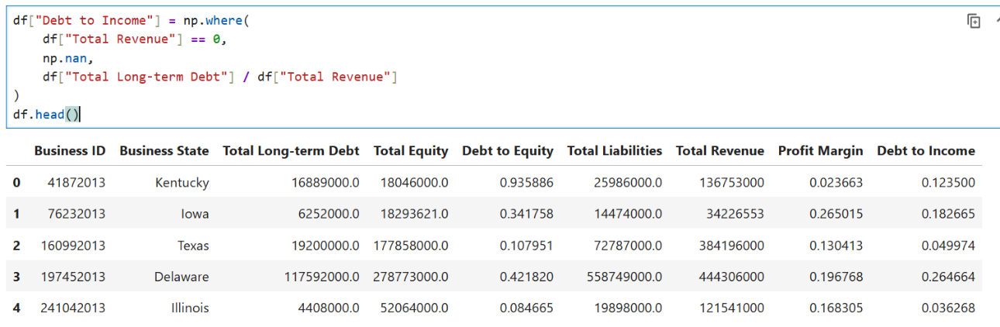 df["Debt to Income"] = np.where(
    df["Total Revenue"] == 0,
    np.nan,
    df["Total Long-term Debt"] / df["Total Revenue"]
)
df.head()
Business ID Business State Total Long-term Debt Total Equity Debt to Equity Total Liabilities Total Revenue Profit Margin Debt to Income
0 41872013 Kentucky 16889000.0 18046000.0 0.935886 25986000.0 136753000 0.023663 0.123500
1 76232013 Iowa 6252000.0 18293621.0 0.341758 14474000.0 34226553 0.265015 0.182665
2 160992013 Texas 19200000.0 177858000.0 0.107951 72787000.0 384196000 0.130413 0.049974
3 197452013 Delaware 117592000.0 278773000.0 0.421820 558749000.0 444306000 0.196768 0.264664
4 241042013 Illinois 4408000.0 52064000.0 0.084665 19898000.0 121541000 0.168305 0.036268